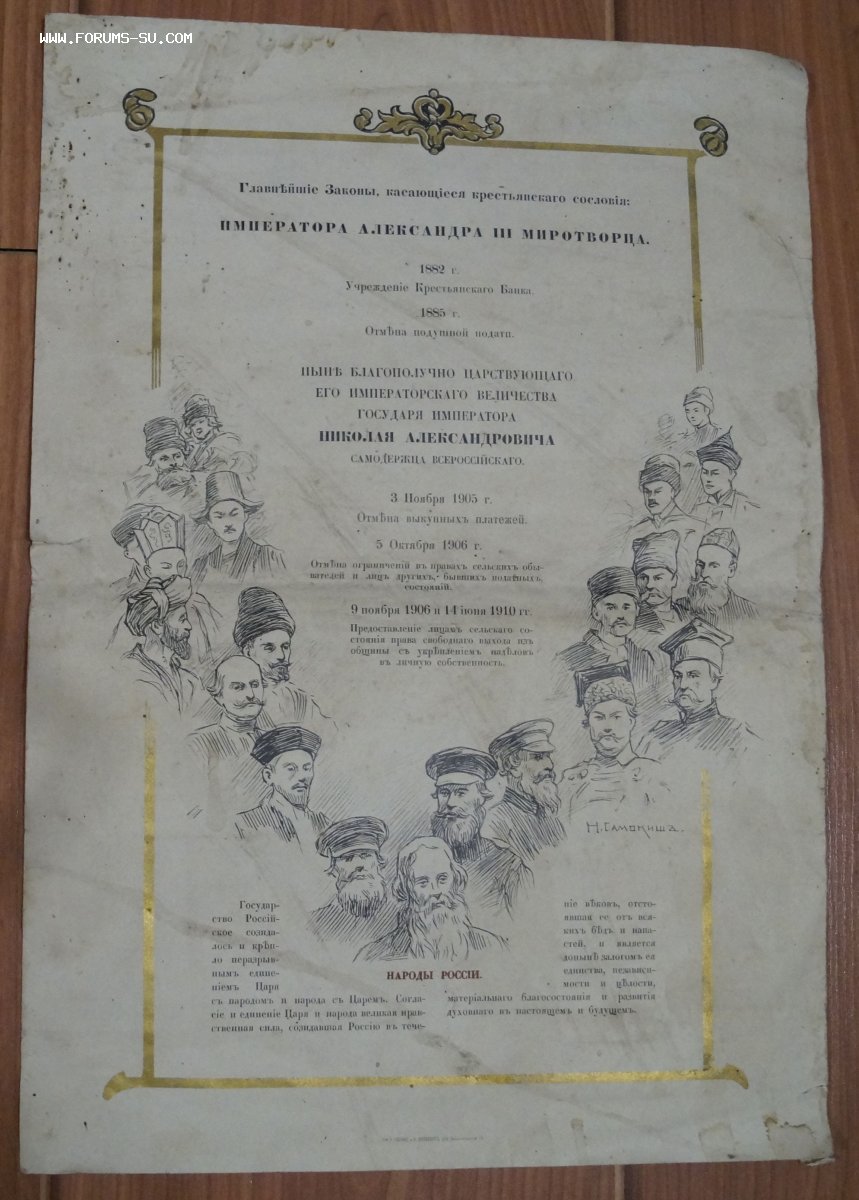 WWW.FORUMS-SU.COM
Главнѣйшіе Законы, касающіеся крестьянскаго сословія:
ИМПЕРАТОРА АЛЕКСАНДРА III МИРОТВОРЦА.
1882 г.
Учрежденіе Крестьянскаго Банка.
1885 г.
Отмѣна подушной подати.
НЫНѢ БЛАГОПОЛУЧНО ЦАРСТВУЮЩАГО
ЕГО ИМПЕРАТОРСКАГО ВЕЛИЧЕСТВА
ГОСУДАРЯ ИМПЕРАТОРА
НИКОЛАЯ АЛЕКСАНДРОВИЧА
САМОДЕРЖЦА ВСЕРОССІЙСКАГО.
3 Ноября 1905 г.
Отмѣна выкупныхъ платежей.
5 Октября 1906 г.
Отмѣна ограниченій въ правахъ сельскихъ обы-
вателей и лицъ другихъ, бывшихъ податныхъ,
состояній.
9 ноября 1906 и 14 іюня 1910 гг.
Предоставленіе лицамъ сельскаго со-
стоянія права свободнаго выхода изъ
общины съ укрѣпленіемъ надѣловъ
въ личную собственность.
Н. Самокишъ.
НАРОДЫ РОССІИ.
Государ-
ство Россій-
ское созида-
лось и крѣп-
ло неразрыв-
нымъ едине-
ніемъ Царя
съ народомъ и народа съ Царемъ. Согла-
сіе и единеніе Царя и народа великая нрав-
ственная сила, созидавшая Россію въ тече-
ніе вѣковъ, отсто-
явшая ее отъ вся-
кихъ бѣдъ и напа-
стей, и является
донынѣ залогомъ ея
единства, независи-
мости и цѣлости,
матеріальнаго благосостоянія и развитія
духовнаго въ настоящемъ и будущемъ.